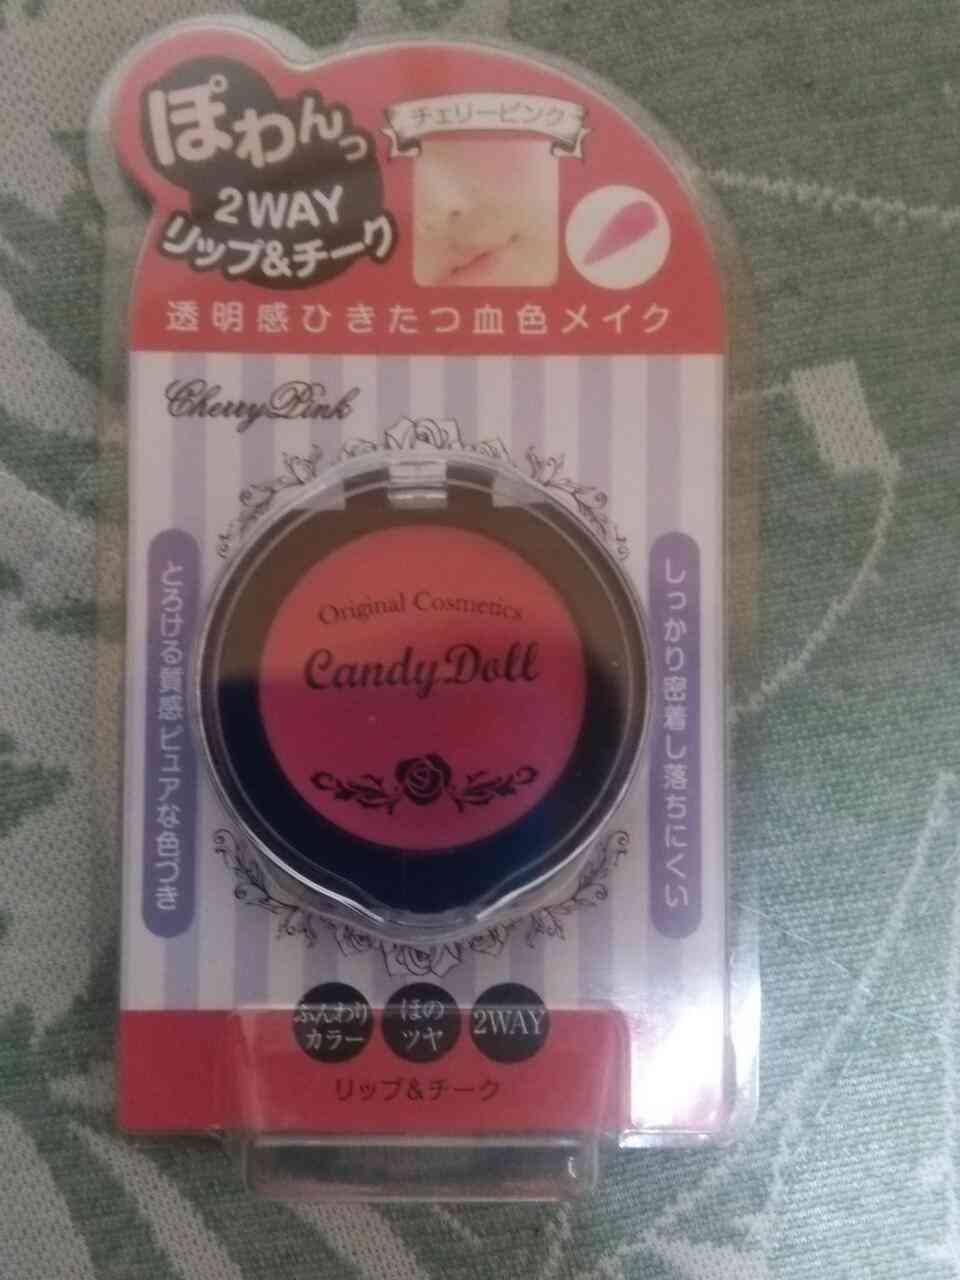 ぽわんっ
2WAY
リップ&チーク
チェリーピンク
透明感ひきたつ血色メイク
Cherry Pink
Original Cosmetics
CandyDoll
とろける質感ピュアな色づき
しっかり密着し落ちにくい
ふんわり
カラー
ほの
ツヤ
2WAY
リップ&チーク